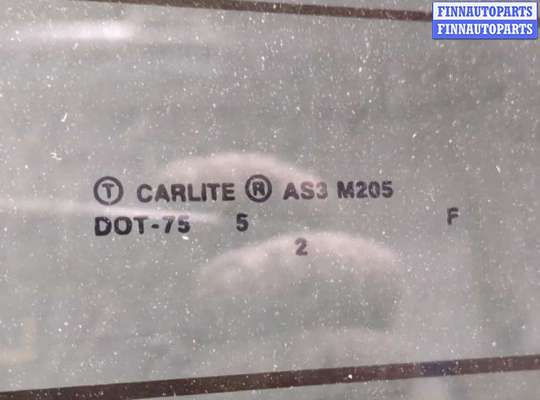 FINNAUTOPARTS
FINNAUTOPARTS
Ⓣ CARLITE ® AS3 M205
DOT-75 5 F
2